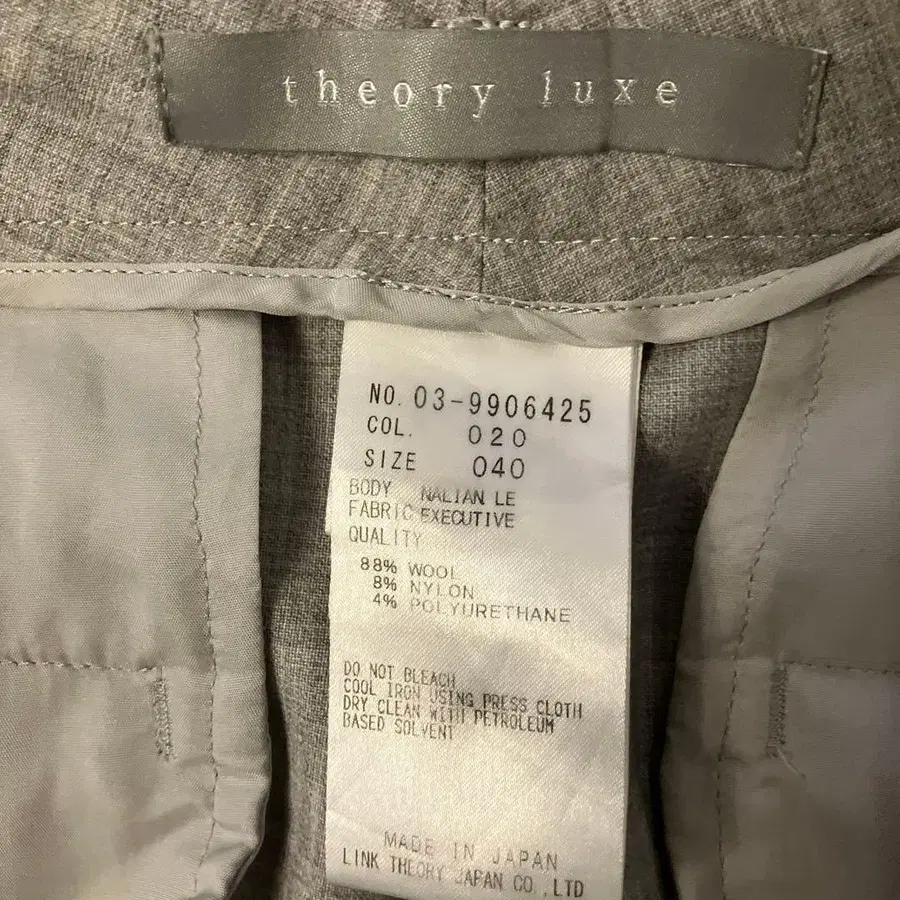 theory luxe
NO. 03-9906425
COL. 020
SIZE 040
BODY NALIAN LE
FABRIC EXECUTIVE
QUALITY
88% WOOL
8% NYLON
4% POLYURETHANE
DO NOT BLEACH
COOL IRON USING PRESS CLOTH
DRY CLEAN WITH PETROLEUM
BASED SOLVENT
MADE IN JAPAN
LINK THEORY JAPAN CO.,LTD